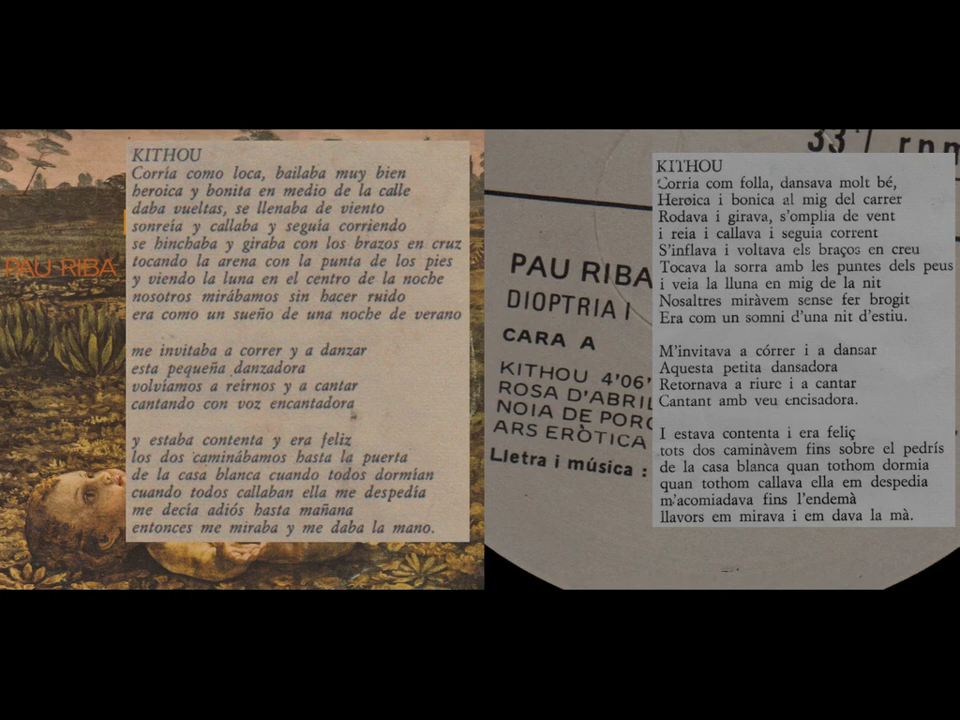 PAU RIBA
KITHOU
Corría como loca, bailaba muy bien
heroica y bonita en medio de la calle
daba vueltas, se llenaba de viento
sonreía y callaba y seguía corriendo
se hinchaba y giraba con los brazos en cruz
tocando la arena con la punta de los pies
y viendo la luna en el centro de la noche
nosotros mirábamos sin hacer ruido
era como un sueño de una noche de verano
me invitaba a correr y a danzar
esta pequeña danzadora
volvíamos a reírnos y a cantar
cantando con voz encantadora
y estaba contenta y era feliz
los dos caminábamos hasta la puerta
de la casa blanca cuando todos dormían
cuando todos callaban ella me despedía
me decía adiós hasta mañana
entonces me miraba y me daba la mano.
PAU RIBA
DIOPTRIA I
CARA A
KITHOU 4'06'
ROSA D'ABRIL
NOIA DE
ARS ERÒTICA
Lletra i música :
KITHOU
Corria com folla, dansava molt bé,
Heroica i bonica al mig del carrer
Rodava i girava, s'omplia de vent
i reia i callava i seguia corrent
S'inflava i voltava els braços en creu
Tocava la sorra amb les puntes dels peus
i veia la lluna en mig de la nit
Nosaltres miràvem sense fer brogit
Era com un somni d'una nit d'estiu.
M'invitava a córrer i a dansar
Aquesta petita dansadora
Retornava a riure i a cantar
Cantant amb veu encisadora.
I estava contenta i era feliç
tots dos caminàvem fins sobre el pedrís
de la casa blanca quan tothom dormia
quan tothom callava ella em despedia
m'acomiadava fins l'endemà
llavors em mirava i em dava la mà.